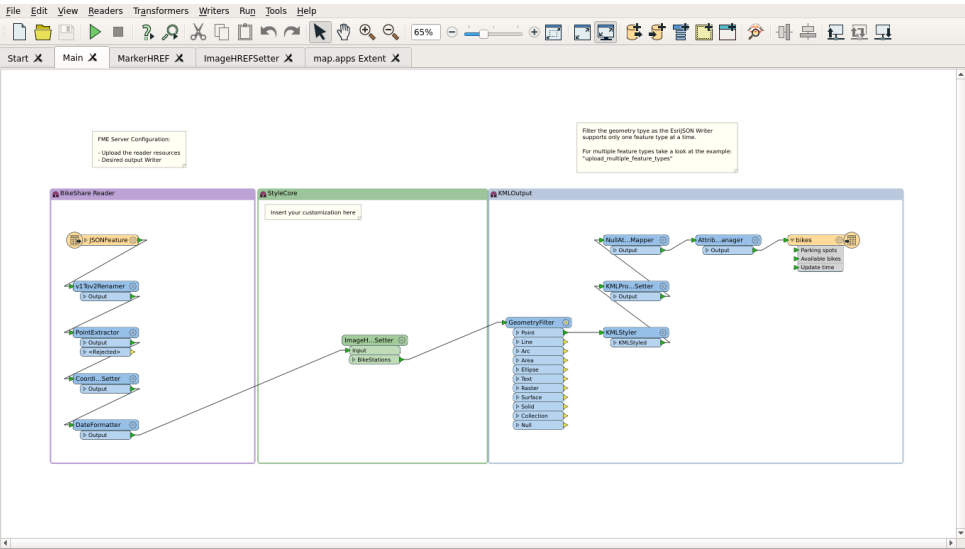 File Edit View Readers Transformers Writers Run Tools Help
65%
Start Main MarkerHREF ImageHREFSetter map.apps Extent
FME Server Configuration:
- Upload the reader resources
- Desired output Writer
Filter the geometry tpye as the EsriJSON Writer
supports only one feature type at a time.
For multiple feature types take a look at the example:
"upload_multiple_feature_types"
BikeShare Reader
JSONFeature
v1Tov2Renamer
Output
PointExtractor
Output
<Rejected>
Coordi...Setter
Output
DateFormatter
Output
StyleCore
Insert your customization here
ImageH...Setter
Input
BikeStations
KMLOutput
GeometryFilter
Point
Line
Arc
Area
Ellipse
Text
Raster
Surface
Solid
Collection
Null
NullAt...Mapper
Output
KMLPro...Setter
Output
KMLStyler
KMLStyled
Attrib...anager
Output
bikes
Parking spots
Available bikes
Update time